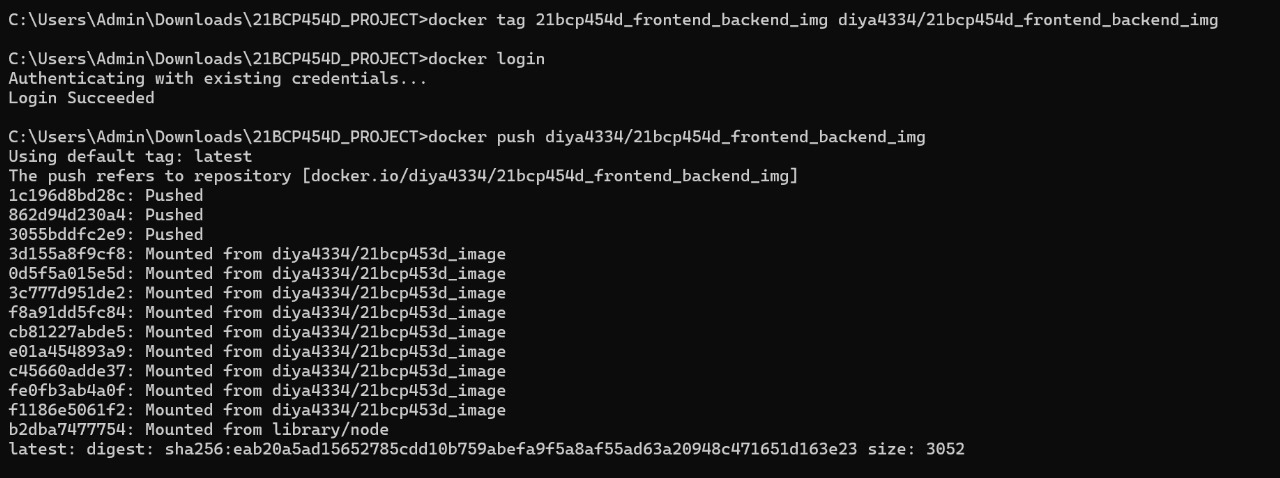 C:\Users\Admin\Downloads\21BCP454D_PROJECT>docker tag 21bcp454d_frontend_backend_img diya4334/21bcp454d_frontend_backend_img
C:\Users\Admin\Downloads\21BCP454D_PROJECT>docker login
Authenticating with existing credentials...
Login Succeeded
C:\Users\Admin\Downloads\21BCP454D_PROJECT>docker push diya4334/21bcp454d_frontend_backend_img
Using default tag: latest
The push refers to repository [docker.io/diya4334/21bcp454d_frontend_backend_img]
1c196d8bd28c: Pushed
862d94d230a4: Pushed
3055bddfc2e9: Pushed
3d155a8f9cf8: Mounted from diya4334/21bcp453d_image
0d5f5a015e5d: Mounted from diya4334/21bcp453d_image
3c777d951de2: Mounted from diya4334/21bcp453d_image
f8a91dd5fc84: Mounted from diya4334/21bcp453d_image
cb81227abde5: Mounted from diya4334/21bcp453d_image
e01a454893a9: Mounted from diya4334/21bcp453d_image
c45660adde37: Mounted from diya4334/21bcp453d_image
fe0fb3ab4a0f: Mounted from diya4334/21bcp453d_image
f1186e5061f2: Mounted from diya4334/21bcp453d_image
b2dba7477754: Mounted from library/node
latest: digest: sha256:eab20a5ad15652785cdd10b759abefa9f5a8af55ad63a20948c471651d163e23 size: 3052